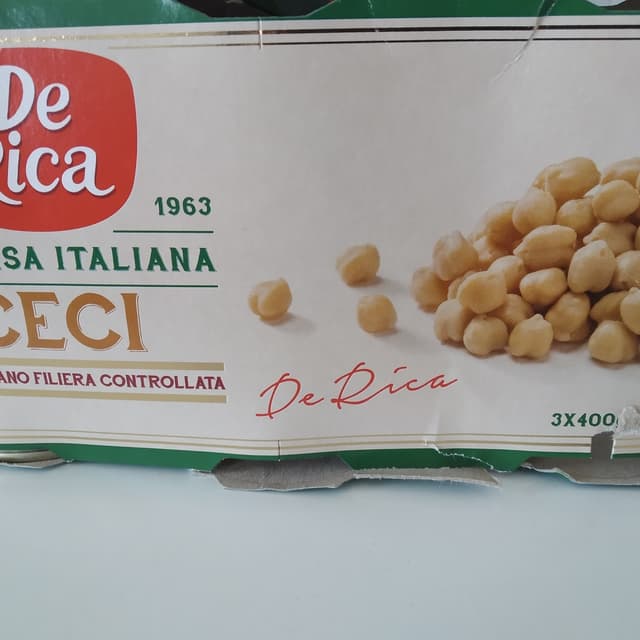 De
Rica
1963
SA ITALIANA
CECI
ANO FILIERA CONTROLLATA
De Rica
3X400